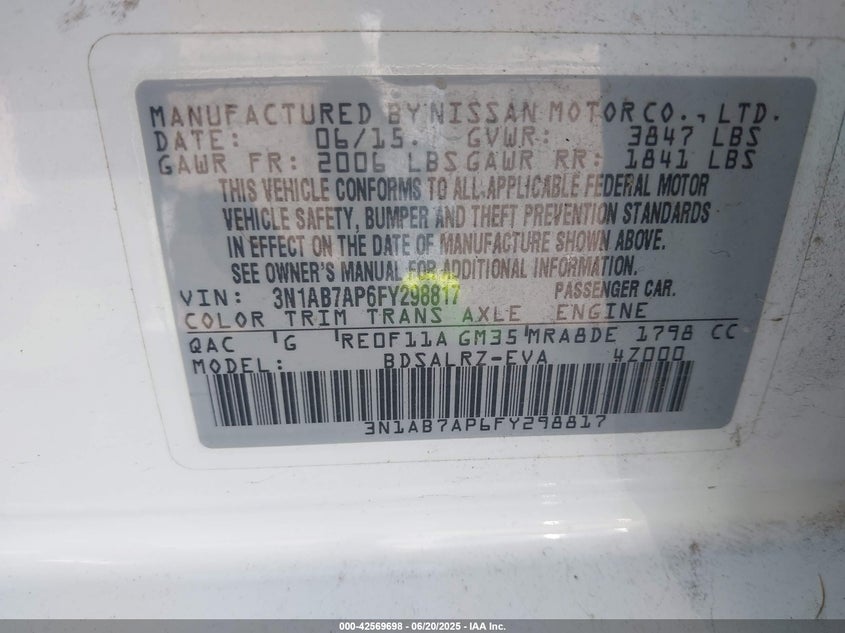 MANUFACTURED BY NISSAN MOTOR CO., LTD.
DATE: 06/15. GVWR: 3847 LBS
GAWR FR: 2006 LBS GAWR RR: 1841 LBS
THIS VEHICLE CONFORMS TO ALL APPLICABLE FEDERAL MOTOR
VEHICLE SAFETY, BUMPER AND THEFT PREVENTION STANDARDS
IN EFFECT ON THE DATE OF MANUFACTURE SHOWN ABOVE.
SEE OWNER'S MANUAL FOR ADDITIONAL INFORMATION.
VIN: 3N1AB7AP6FY298817 PASSENGER CAR.
COLOR TRIM TRANS AXLE ENGINE
QAC G RE0F11A GM35 MRA8DE 1798 CC
MODEL: BDSALRZ-EVA 4Z000
3N1AB7AP6FY298817
000-42569698 - 06/20/2025 - IAA Inc.